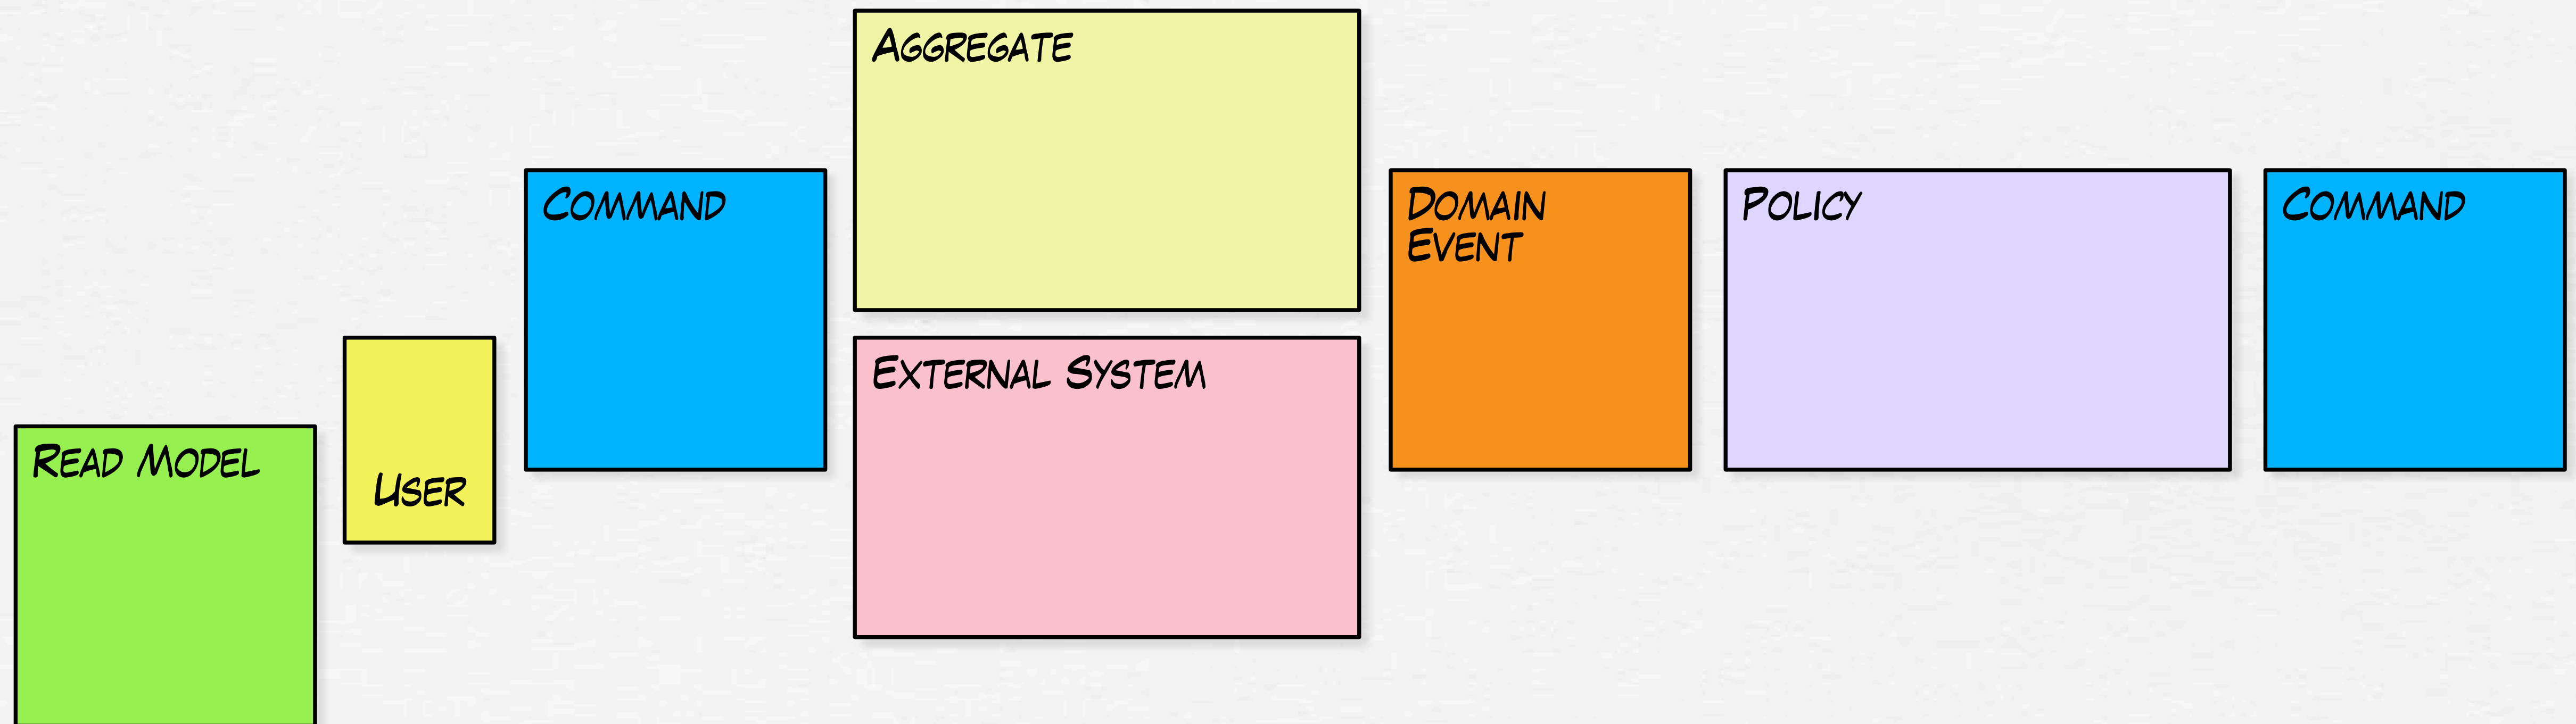 Read Model
User
Command
Aggregate
External System
Domain
Event
Policy
Command